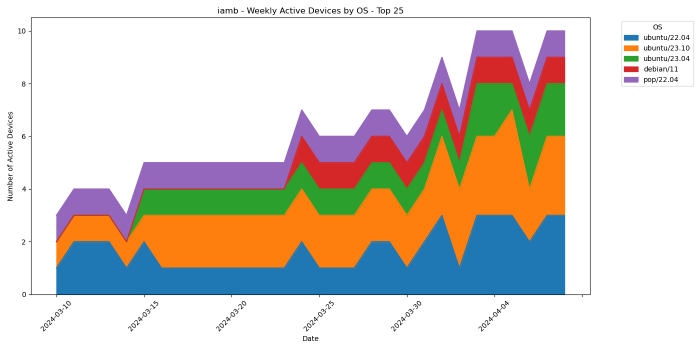 iamb - Weekly Active Devices by OS - Top 25
OS
ubuntu/22.04
ubuntu/23.10
ubuntu/23.04
debian/11
pop/22.04
Number of Active Devices
10
8
6
4
2
0
2024-03-10
2024-03-15
2024-03-20
2024-03-25
2024-03-30
2024-04-04
Date